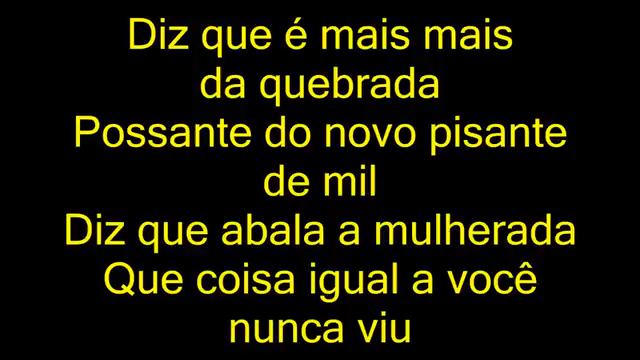 Diz que é mais mais
da quebrada
Possante do novo pisante
de mil
Diz que abala a mulherada
Que coisa igual a você
nunca viu